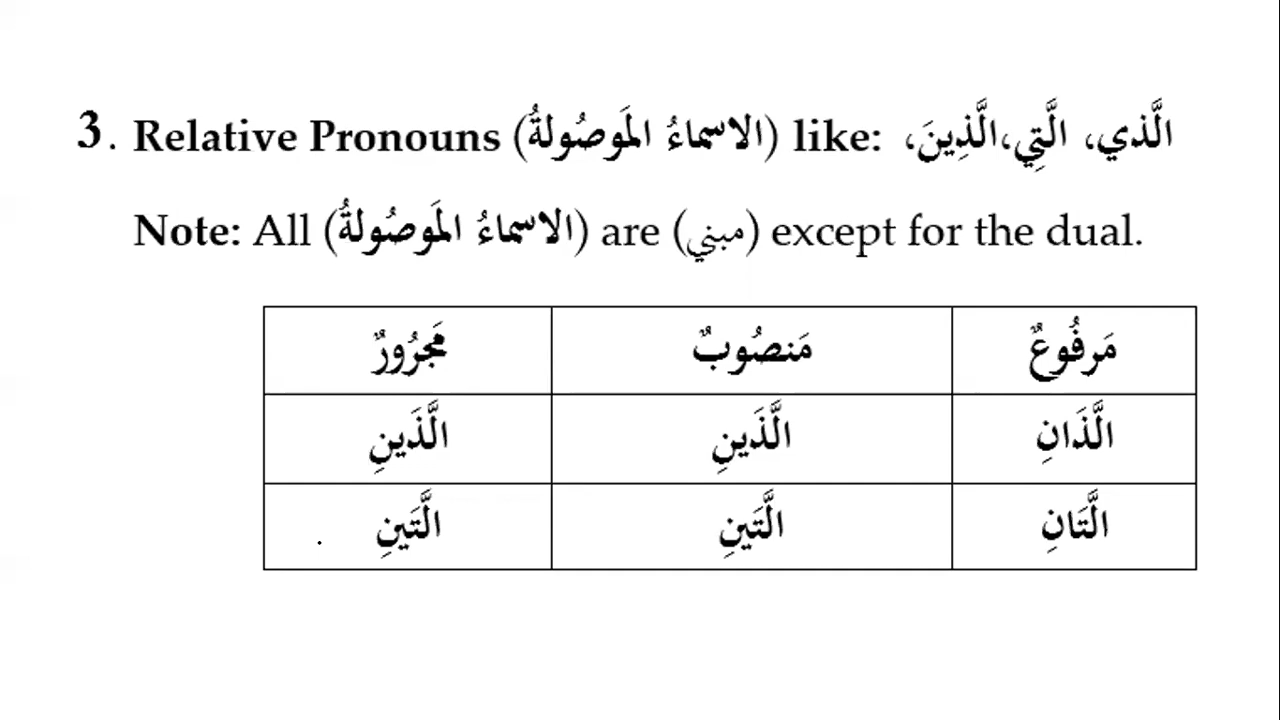 3. Relative Pronouns (الاسماءُ المَوصُولةُ) like: الَّذي، الَّتِي،الَّذِينَ،
Note: All (الاسماءُ المَوصُولةُ) are (مبني) except for the dual.
مَرفُوعٌ مَنصُوبٌ مَجرُورٌ
الَّذَانِ الَّذَينِ الَّذَينِ
الَّتَانِ الَّتَينِ الَّتَينِ